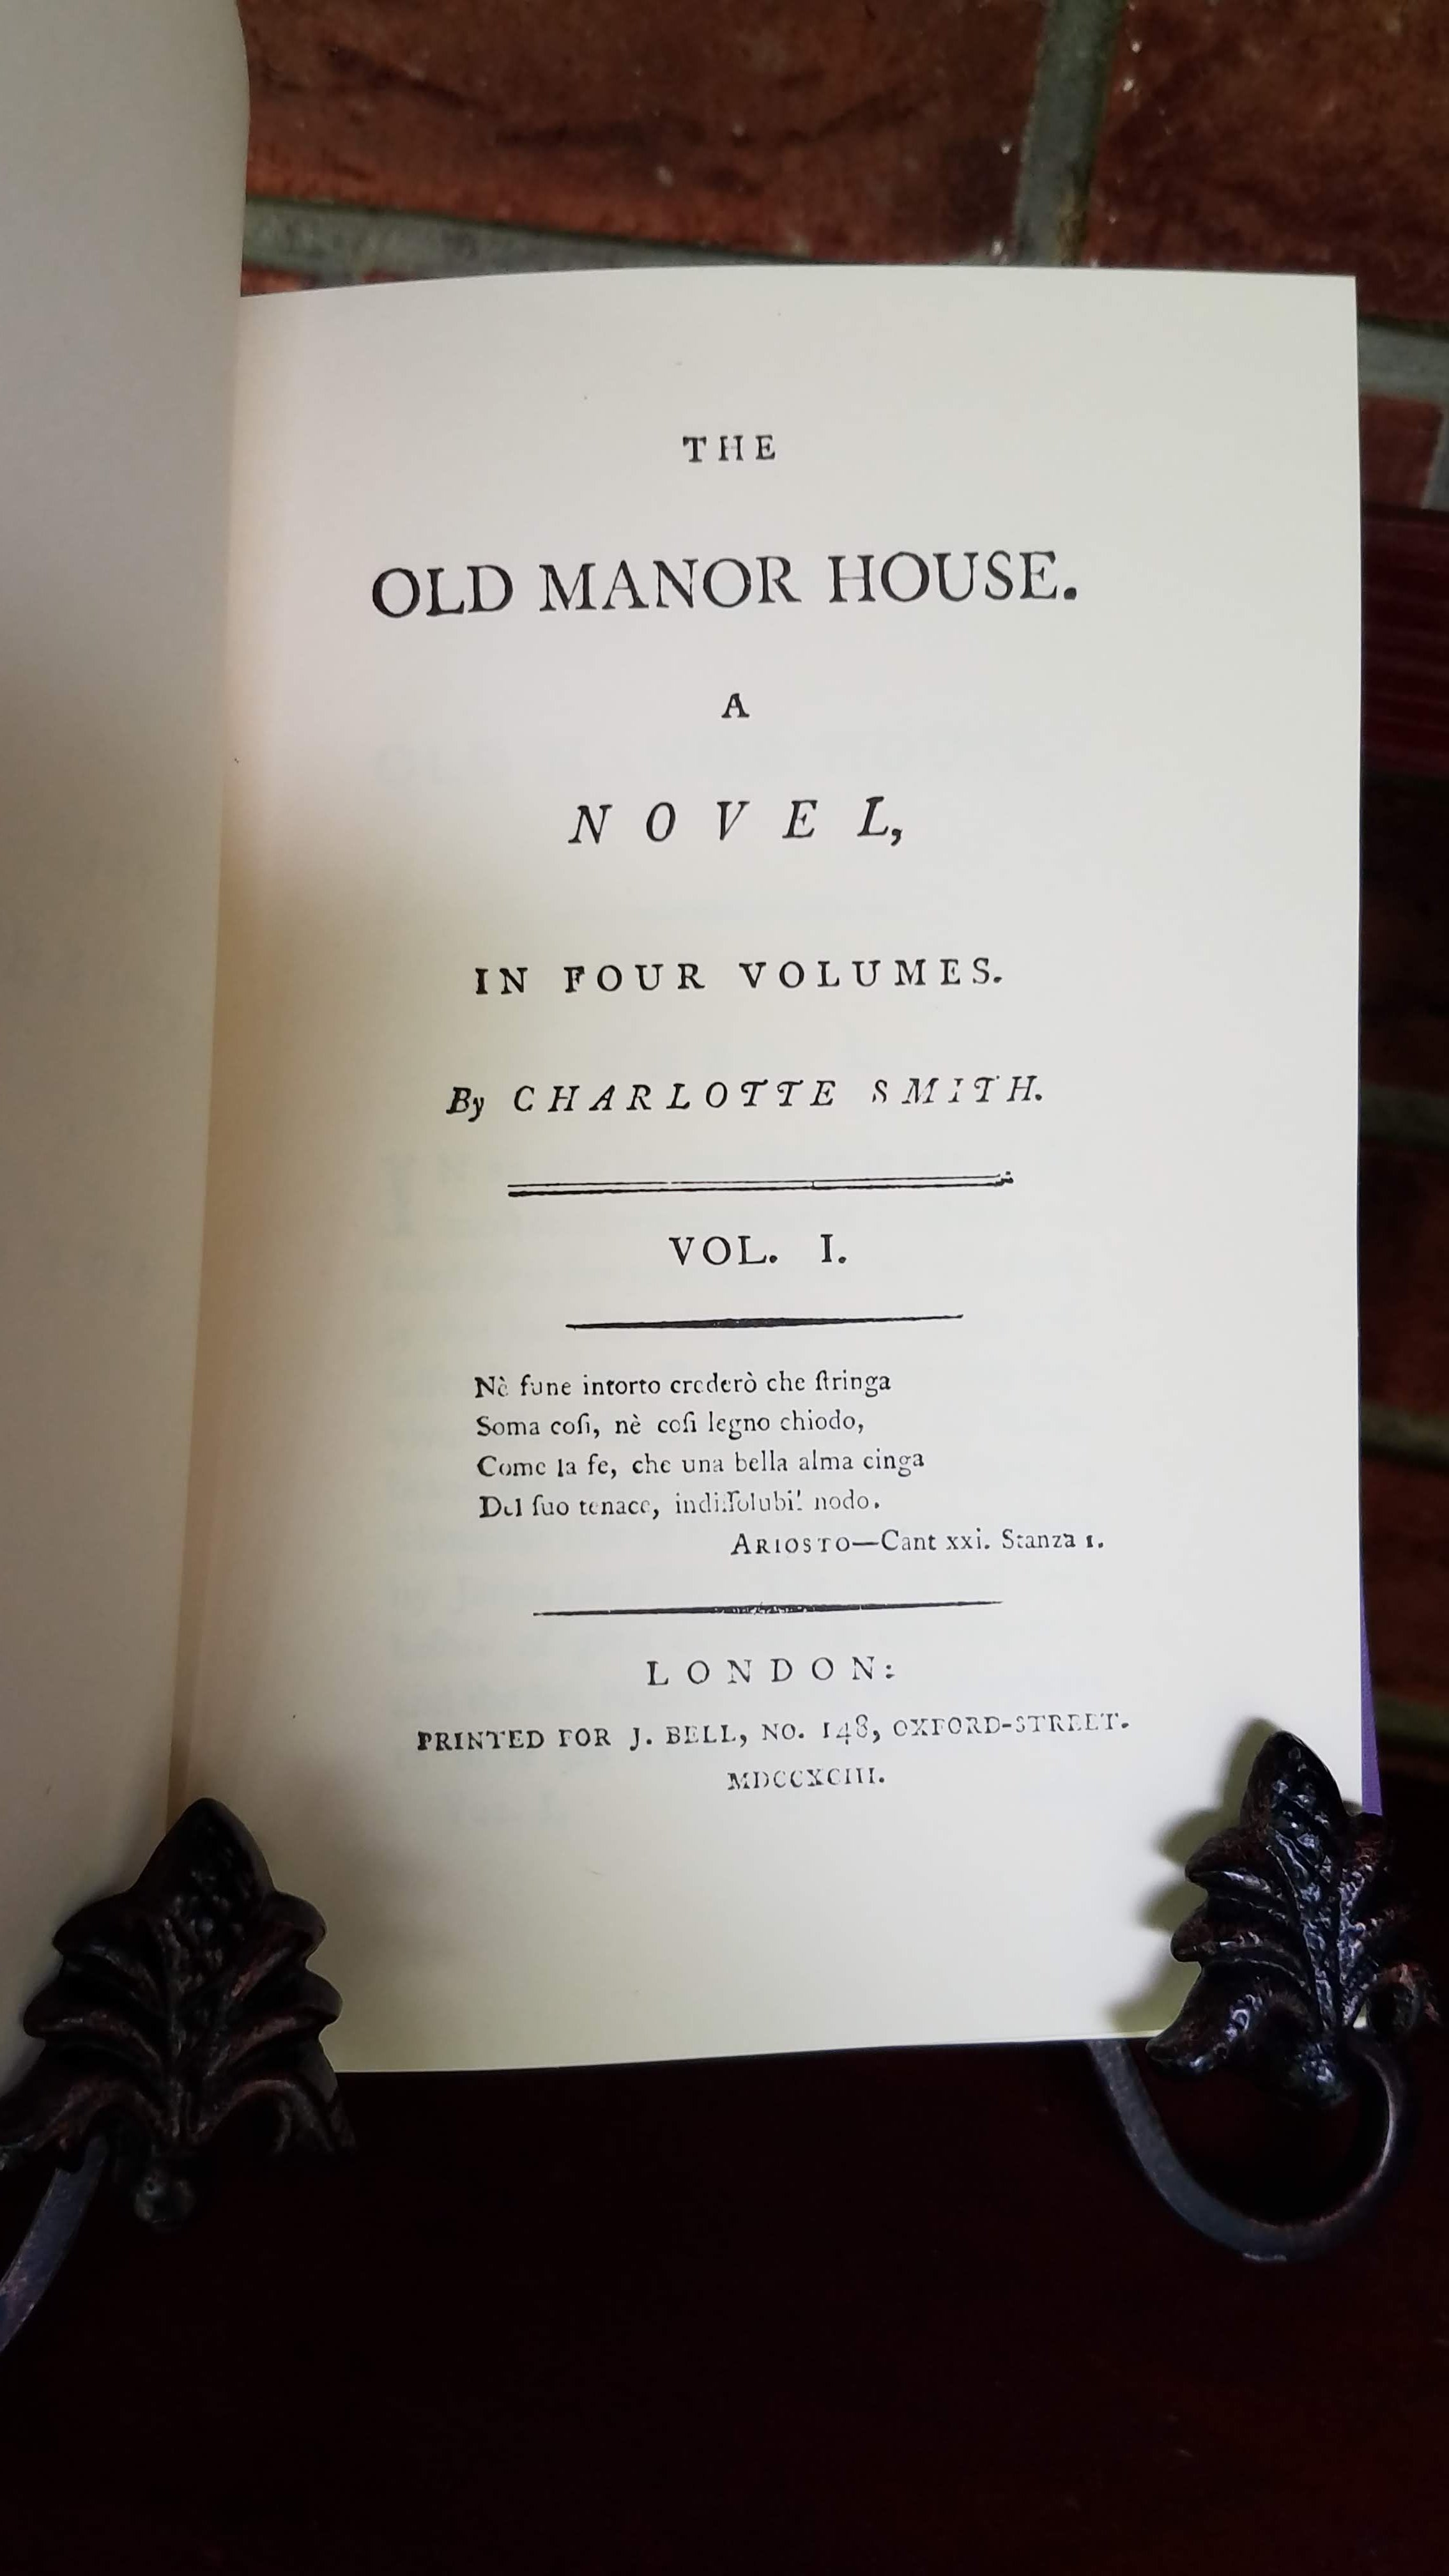 THE
OLD MANOR HOUSE.
A
NOVEL,
IN FOUR VOLUMES.
By CHARLOTTE SMITH.
VOL. I.
Nè fune intorto crederò che ſtringa
Soma coſi, nè coſi legno chiodo,
Come la fe, che una bella alma cinga
Del ſuo tenace, indiſſolubil nodo.
ARIOSTO—Cant xxi. Stanza 1.
LONDON:
PRINTED FOR J. BELL, NO. 148, OXFORD-STREET.
MDCCXCIII.